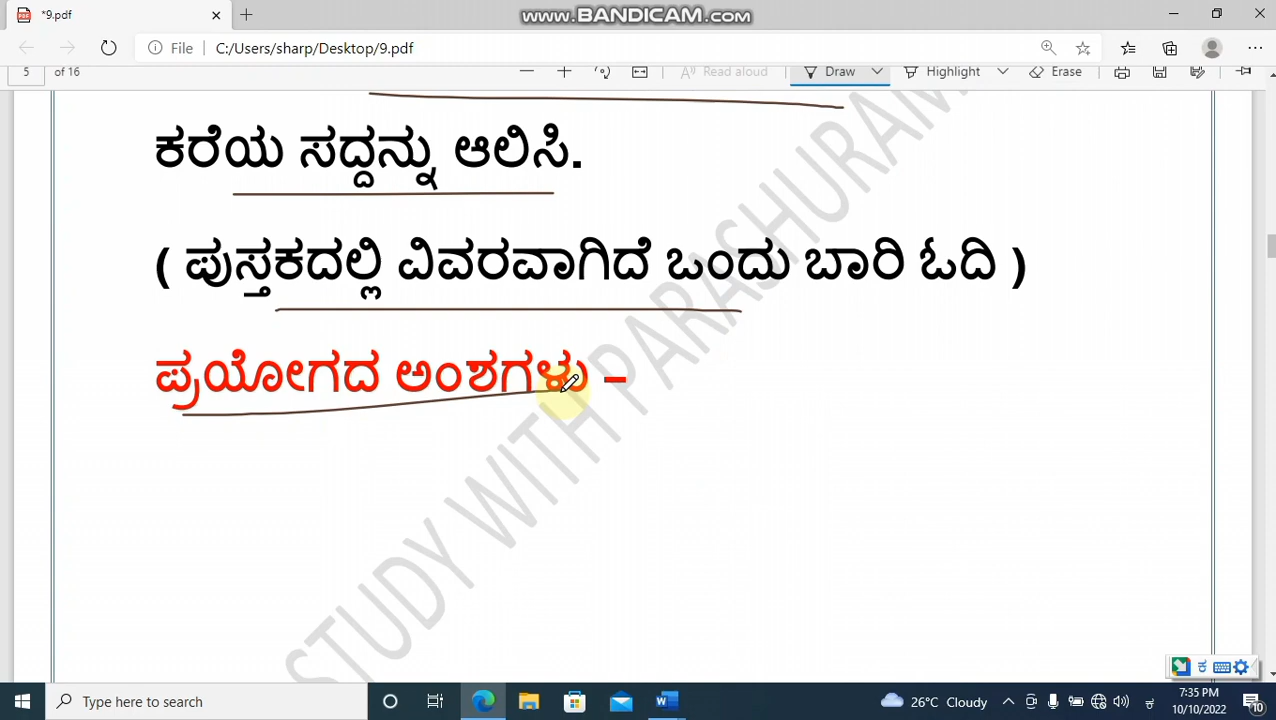 *9.pdf
www.BANDICAM.com
File C:/Users/sharp/Desktop/9.pdf
5 of 16 Read aloud Draw Highlight Erase
ಕರೆಯ ಸದ್ದನ್ನು ಆಲಿಸಿ.
( ಪುಸ್ತಕದಲ್ಲಿ ವಿವರವಾಗಿದೆ ಒಂದು ಬಾರಿ ಓದಿ )
ಪ್ರಯೋಗದ ಅಂಶಗಳು –
STUDY WITH PARASHURAM
Type here to search
26°C Cloudy
7:35 PM
10/10/2022
10